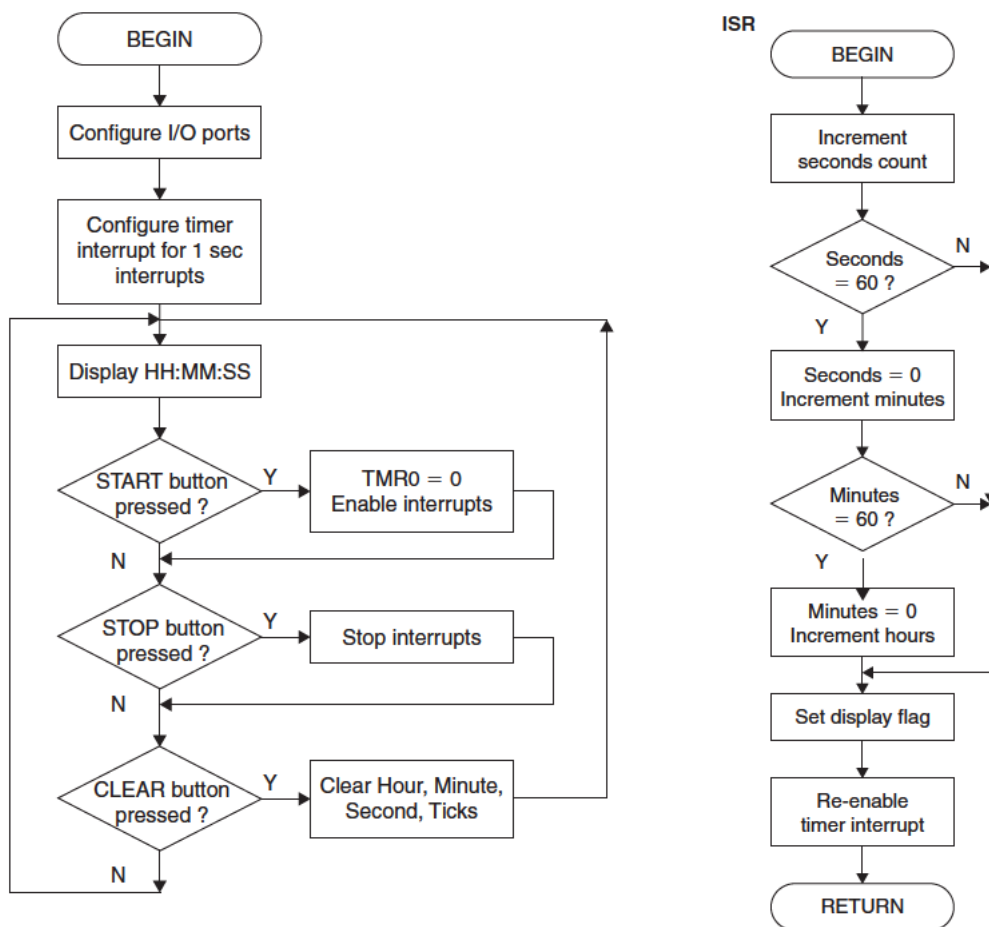 BEGIN
Configure I/O ports
Configure timer
interrupt for 1 sec
interrupts
Display HH:MM:SS
START button
pressed ?
Y
TMR0 = 0
Enable interrupts
N
STOP button
pressed ?
Y
Stop interrupts
N
CLEAR button
pressed ?
Y
Clear Hour, Minute,
Second, Ticks
N
ISR
BEGIN
Increment
seconds count
Seconds
= 60 ?
N
Y
Seconds = 0
Increment minutes
Minutes
= 60 ?
N
Y
Minutes = 0
Increment hours
Set display flag
Re-enable
timer interrupt
RETURN